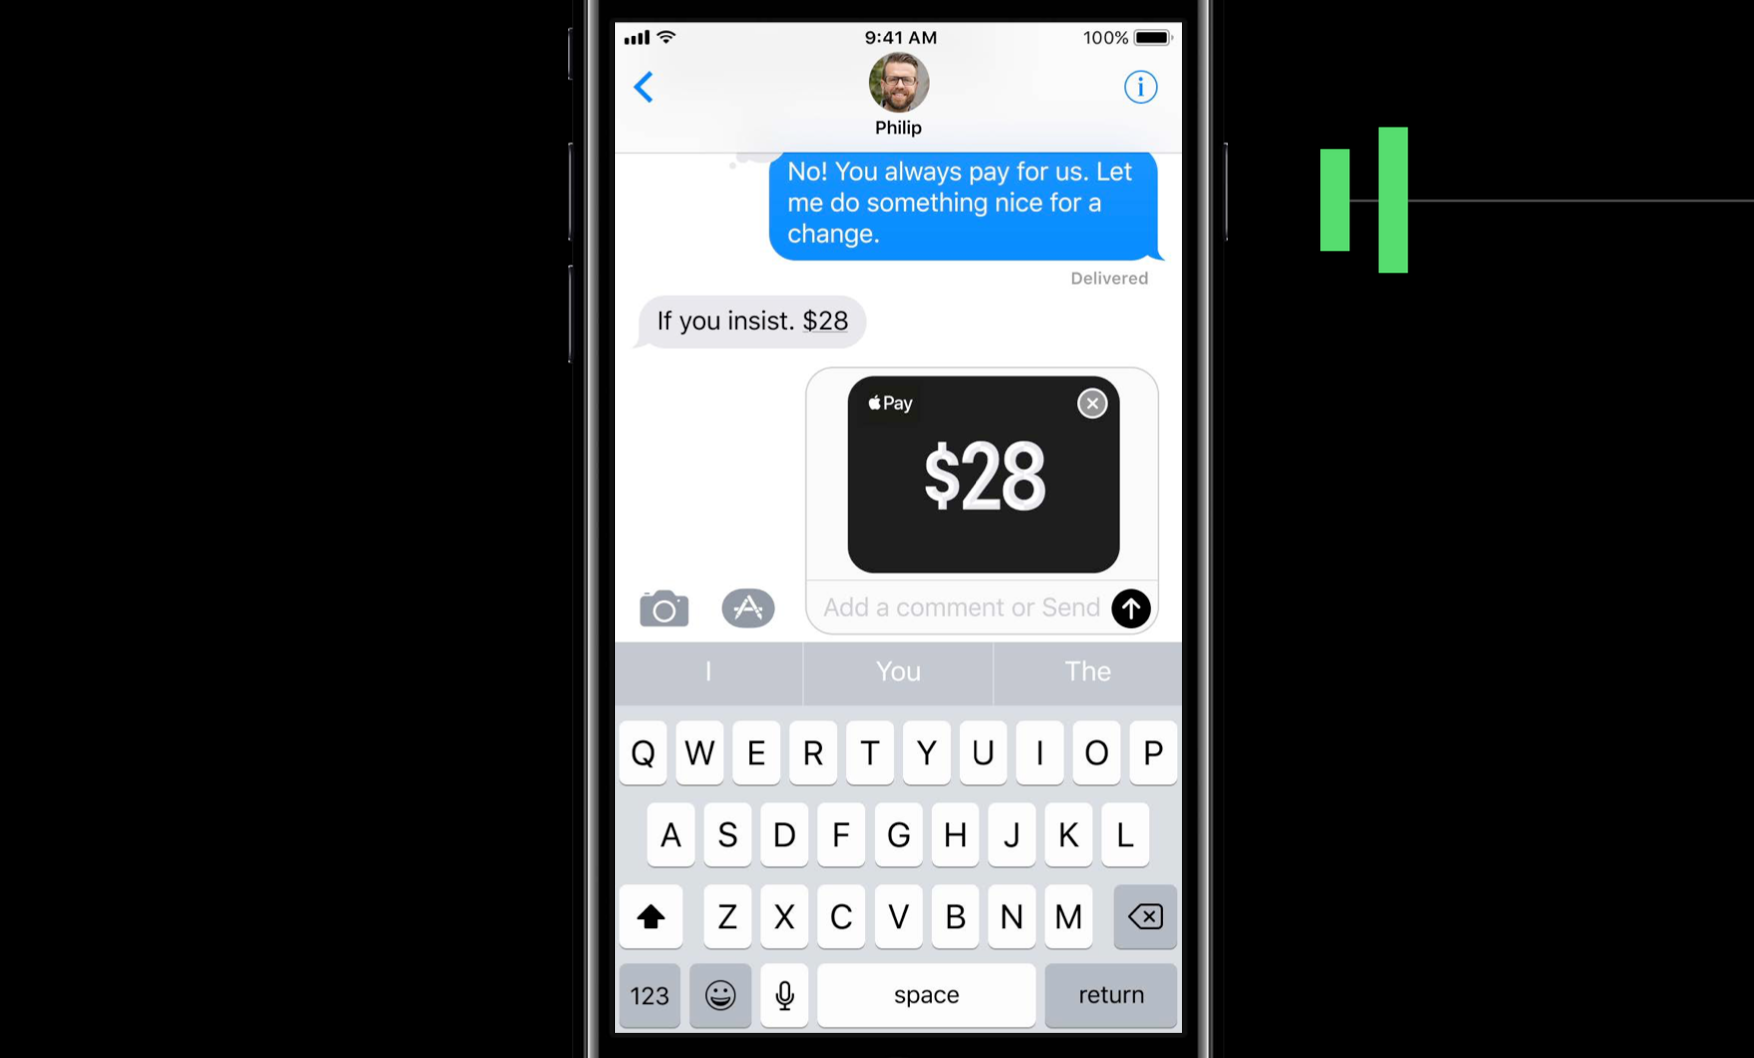 9:41 AM
100%
Philip
No! You always pay for us. Let
me do something nice for a
change.
Delivered
If you insist. $28
Pay
$28
Add a comment or Send
I
You
The
Q W E R T Y U I O P
A S D F G H J K L
Z X C V B N M
123
space
return